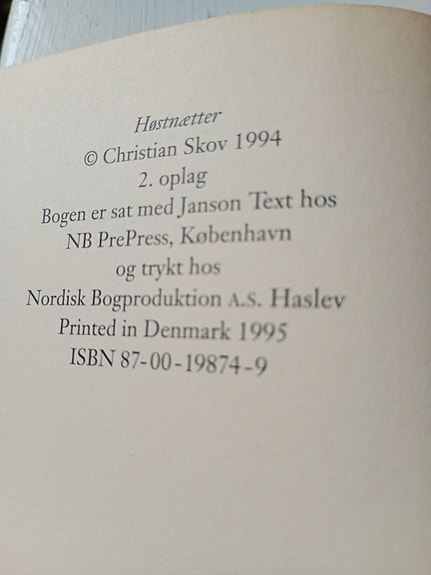 Høstnætter
© Christian Skov 1994
2. oplag
Bogen er sat med Janson Text hos
NB PrePress, København
og trykt hos
Nordisk Bogproduktion A.S. Haslev
Printed in Denmark 1995
ISBN 87-00-19874-9